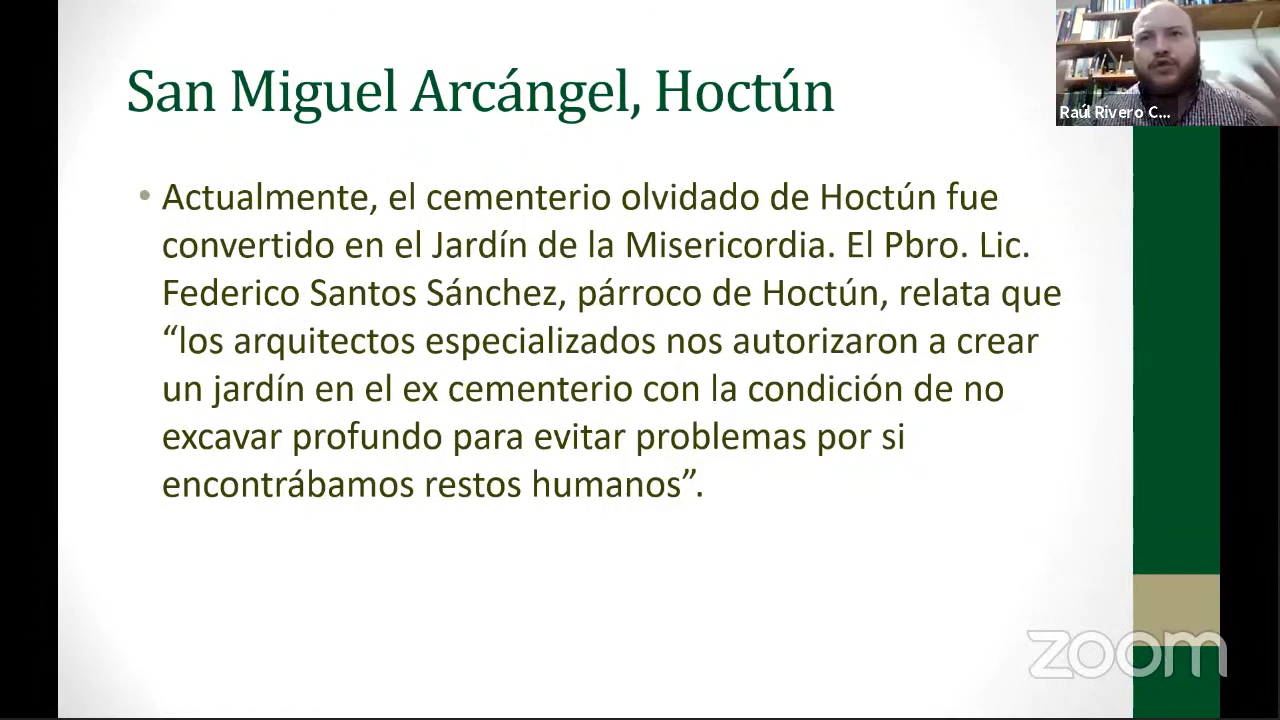 San Miguel Arcángel, Hoctún
Raúl Rivero C...
• Actualmente, el cementerio olvidado de Hoctún fue
convertido en el Jardín de la Misericordia. El Pbro. Lic.
Federico Santos Sánchez, párroco de Hoctún, relata que
“los arquitectos especializados nos autorizaron a crear
un jardín en el ex cementerio con la condición de no
excavar profundo para evitar problemas por si
encontrábamos restos humanos”.
zoom